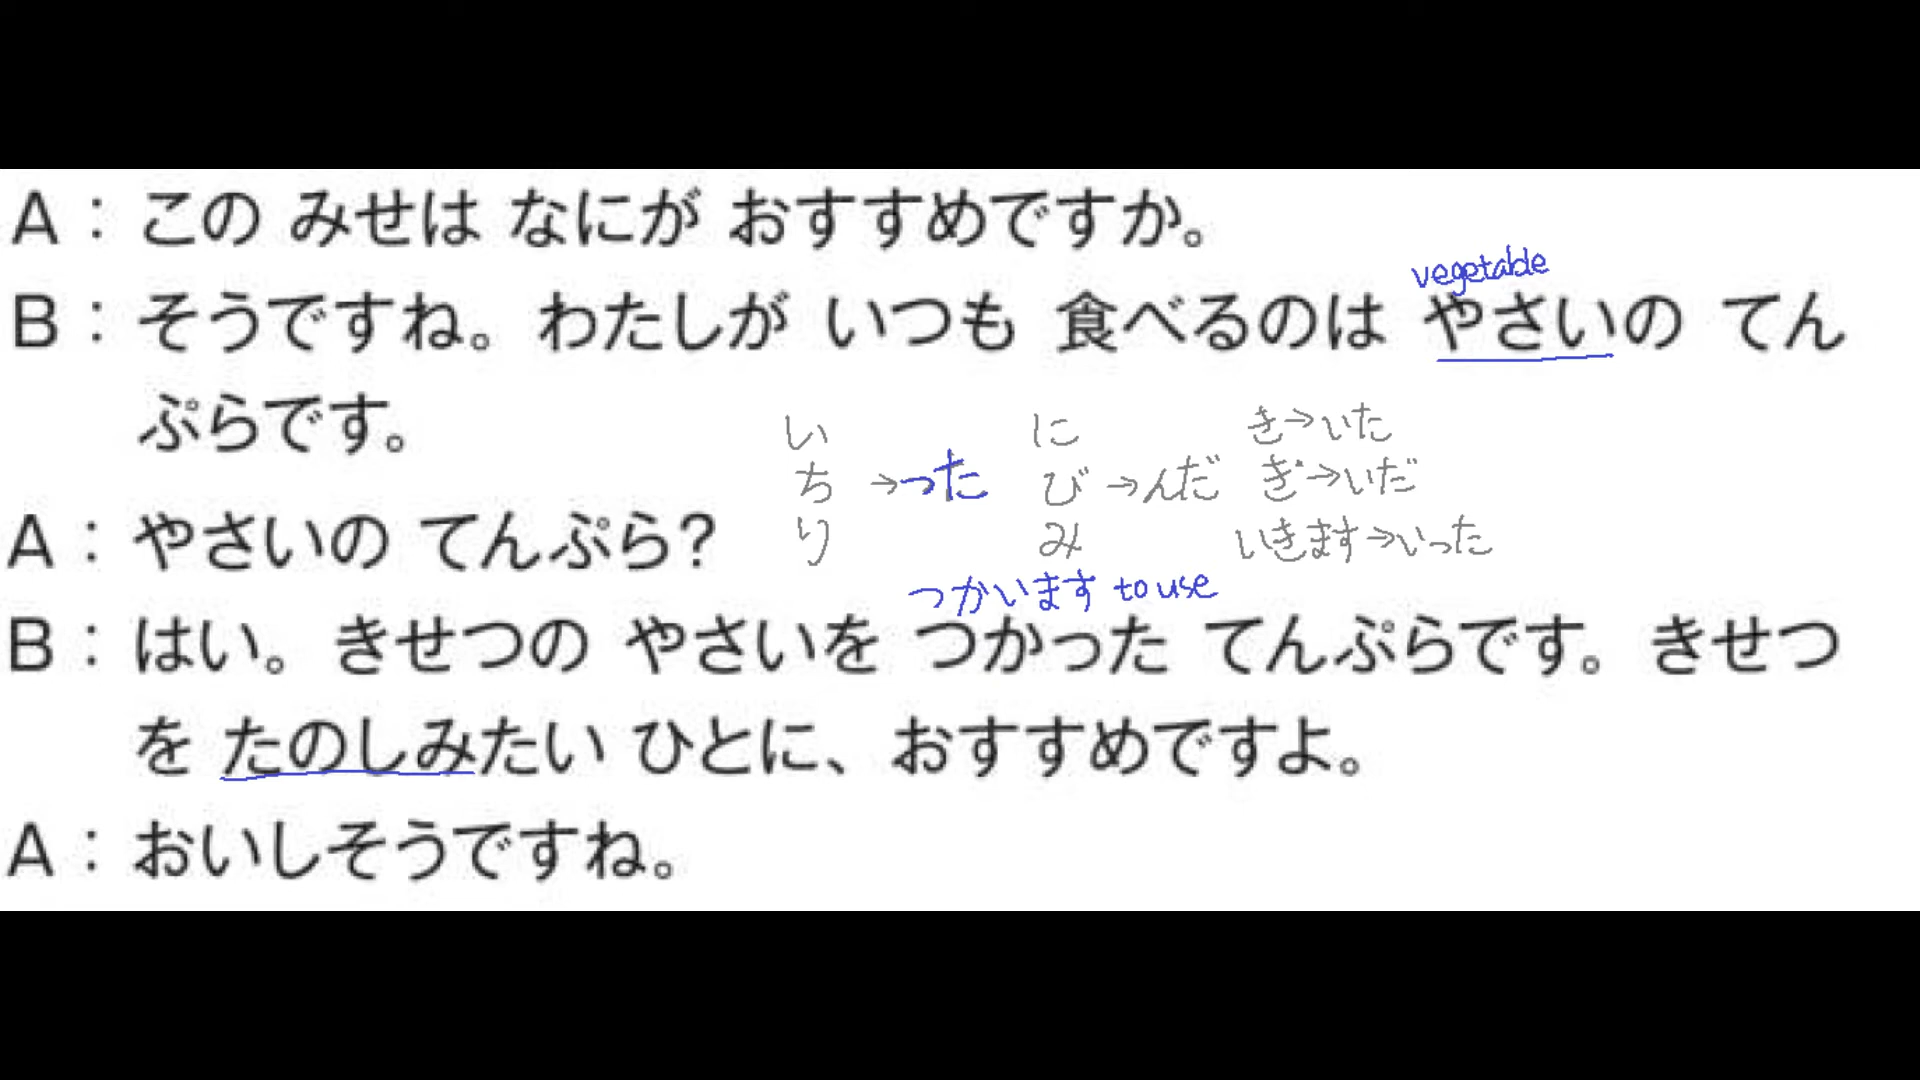 A：この みせは なにが おすすめですか。
vegetable
B：そうですね。わたしが いつも 食べるのは やさいの てん
ぷらです。
い に き→いた
ち →った び →んだ ぎ→いだ
り み いきます→いった
A：やさいの てんぷら?
つかいます to use
B：はい。きせつの やさいを つかった てんぷらです。きせつ
を たのしみたい ひとに、おすすめですよ。
A：おいしそうですね。